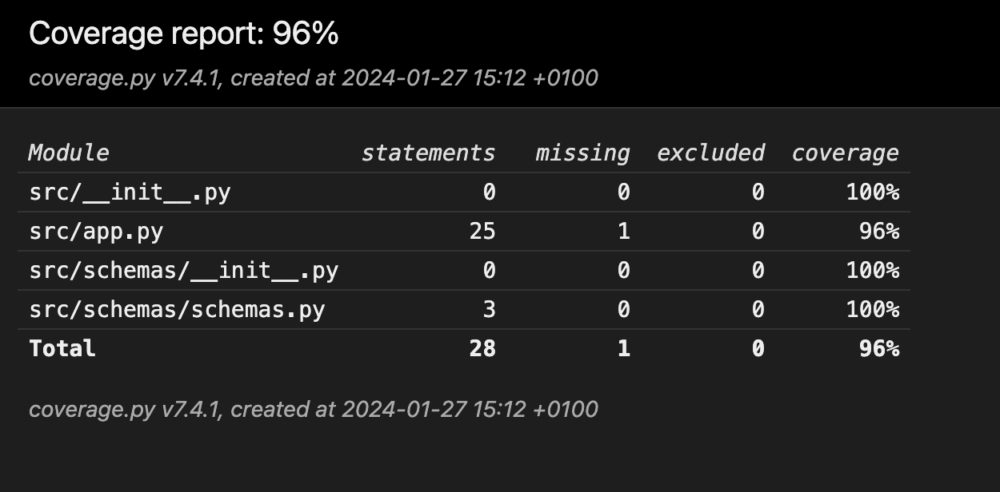 Coverage report: 96%
coverage.py v7.4.1, created at 2024-01-27 15:12 +0100
Module statements missing excluded coverage
src/__init__.py 0 0 0 100%
src/app.py 25 1 0 96%
src/schemas/__init__.py 0 0 0 100%
src/schemas/schemas.py 3 0 0 100%
Total 28 1 0 96%
coverage.py v7.4.1, created at 2024-01-27 15:12 +0100